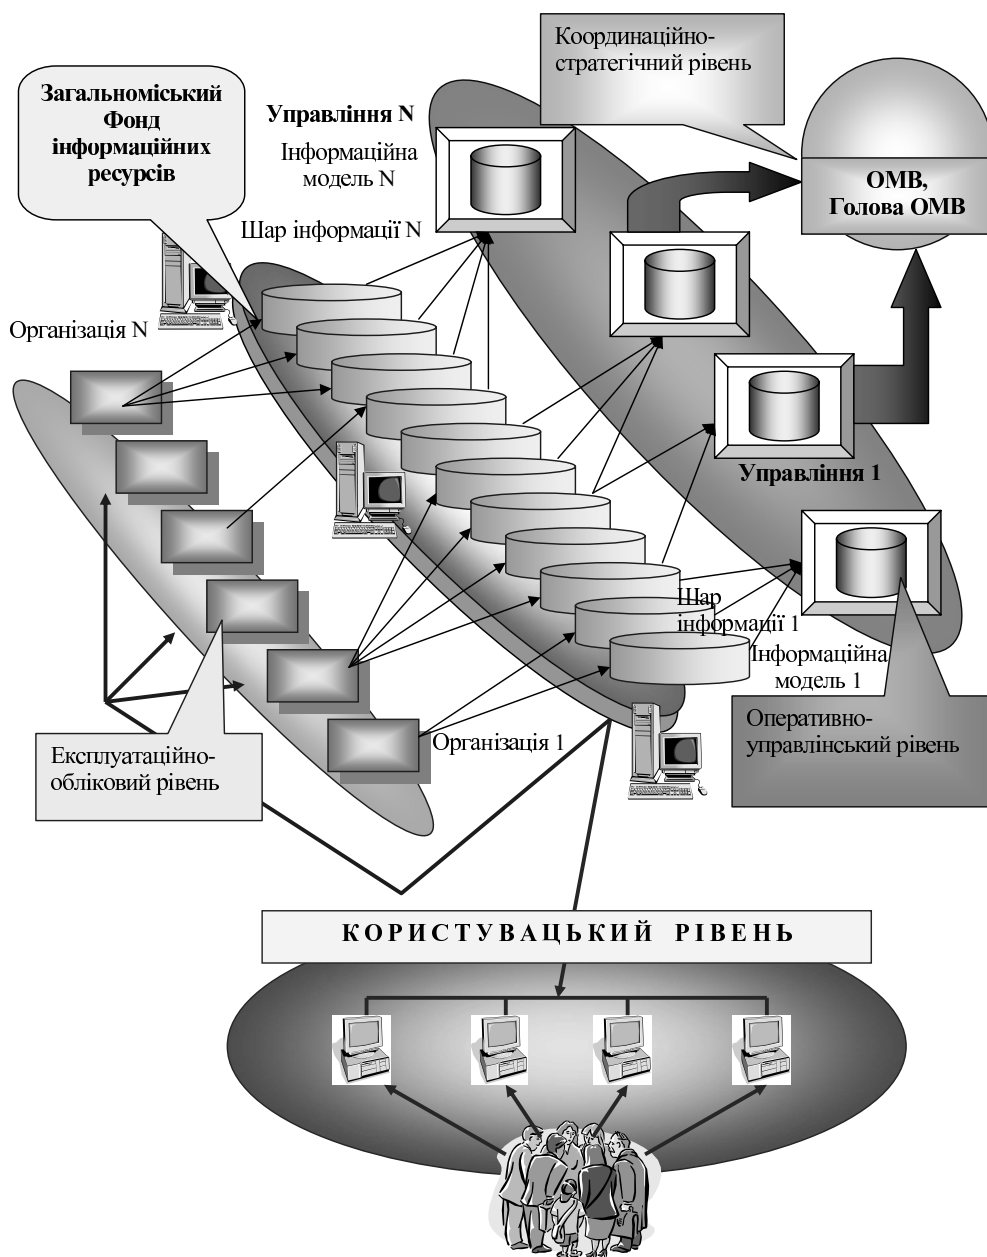 Координаційно-
стратегічний рівень
Загальноміський
Фонд
інформаційних
ресурсів
Управління N
Інформаційна
модель N
Шар інформації N
ОМВ,
Голова ОМВ
Організація N
Управління 1
Шар
інформації 1
Інформаційна
модель 1
Оперативно-
управлінський рівень
Організація 1
Експлуатаційно-
обліковий рівень
КОРИСТУВАЦЬКИЙ РІВЕНЬ